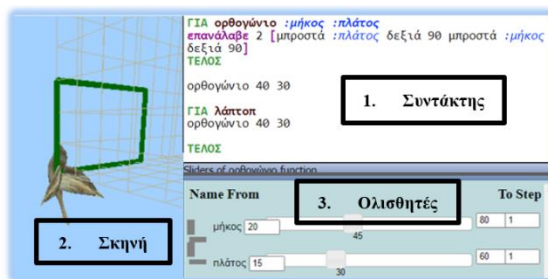 ΓΙΑ ορθογώνιο :μήκος :πλάτος
επανάλαβε 2 [μπροστά :πλάτος δεξιά 90 μπροστά :μήκος
δεξιά 90]
ΤΕΛΟΣ
ορθογώνιο 40 30
ΓΙΑ λάπτοπ
ορθογώνιο 40 30
ΤΕΛΟΣ
1. Συντάκτης
2. Σκηνή
Sliders of ορθογώνιο function
Name From
To Step
3. Ολισθητές
μήκος 20
45
80 1
πλάτος 15
30
60 1